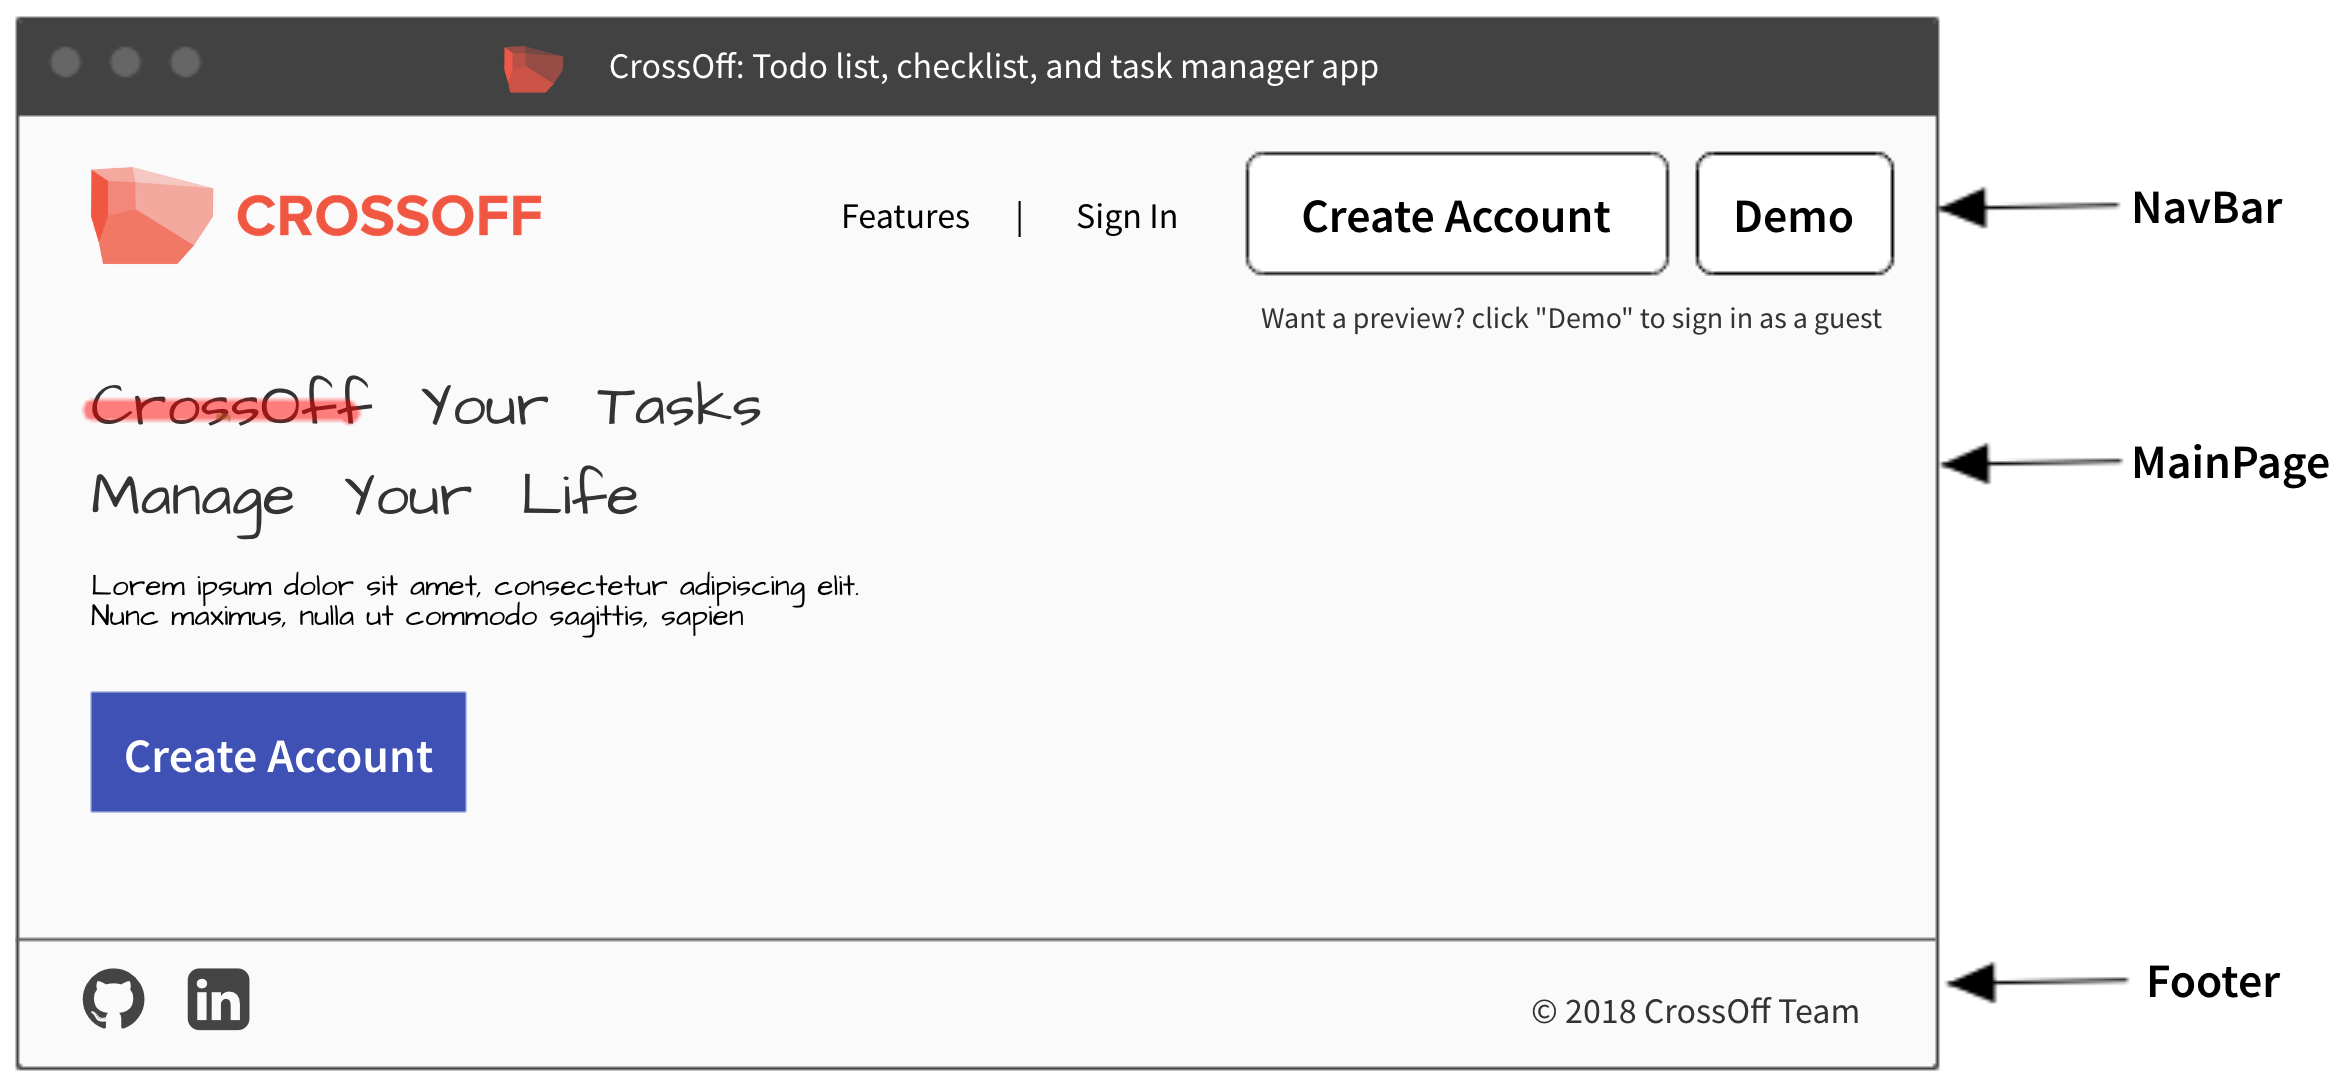 CrossOff: Todo list, checklist, and task manager app
CROSSOFF
Features | Sign In
Create Account
Demo
NavBar
Want a preview? click "Demo" to sign in as a guest
CrossOff Your Tasks
Manage Your Life
MainPage
Lorem ipsum dolor sit amet, consectetur adipiscing elit.
Nunc maximus, nulla ut commodo sagittis, sapien
Create Account
in
© 2018 CrossOff Team
Footer